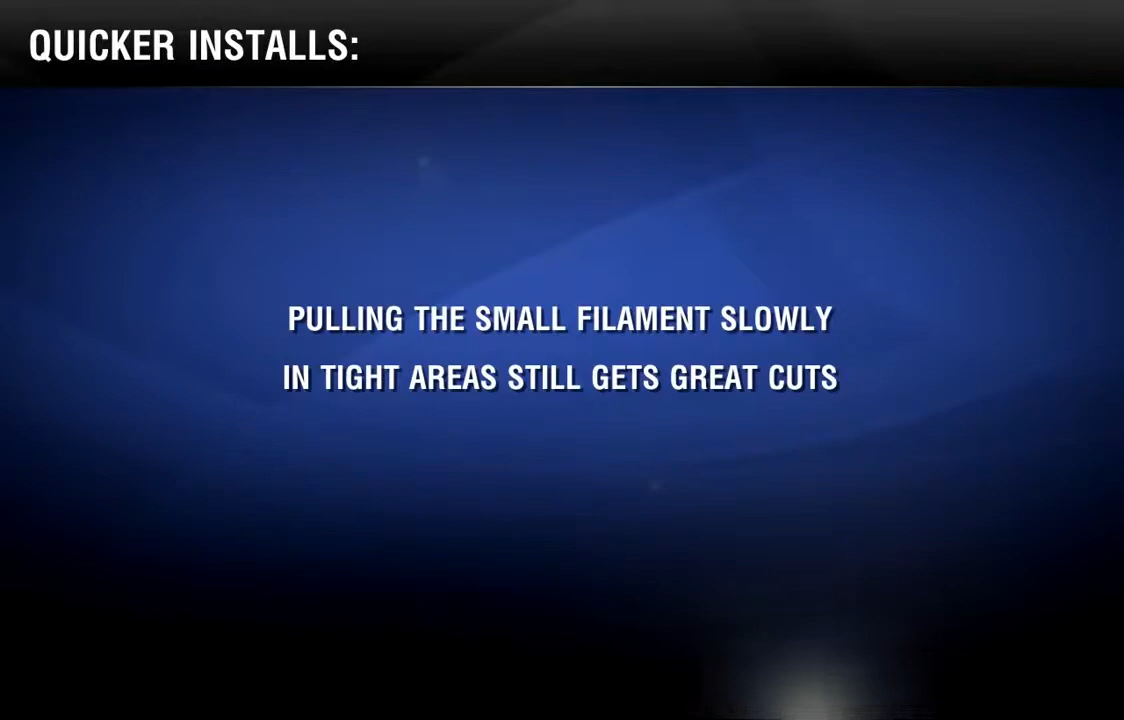 QUICKER INSTALLS:
PULLING THE SMALL FILAMENT SLOWLY
IN TIGHT AREAS STILL GETS GREAT CUTS